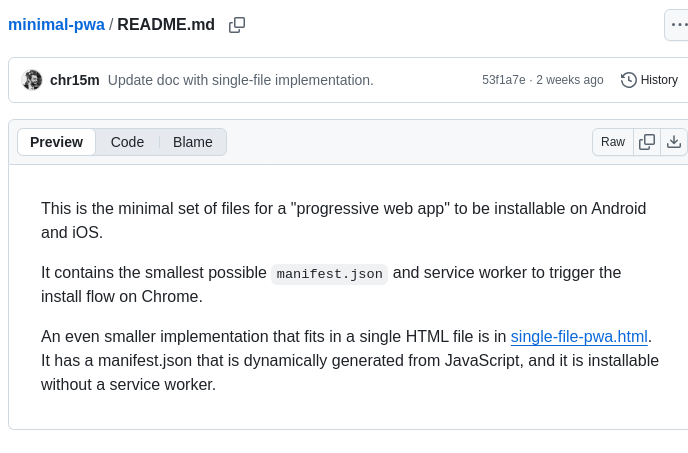 minimal-pwa / README.md
chr15m Update doc with single-file implementation. 53f1a7e · 2 weeks ago History
Preview Code Blame Raw
This is the minimal set of files for a "progressive web app" to be installable on Android
and iOS.
It contains the smallest possible manifest.json and service worker to trigger the
install flow on Chrome.
An even smaller implementation that fits in a single HTML file is in single-file-pwa.html.
It has a manifest.json that is dynamically generated from JavaScript, and it is installable
without a service worker.